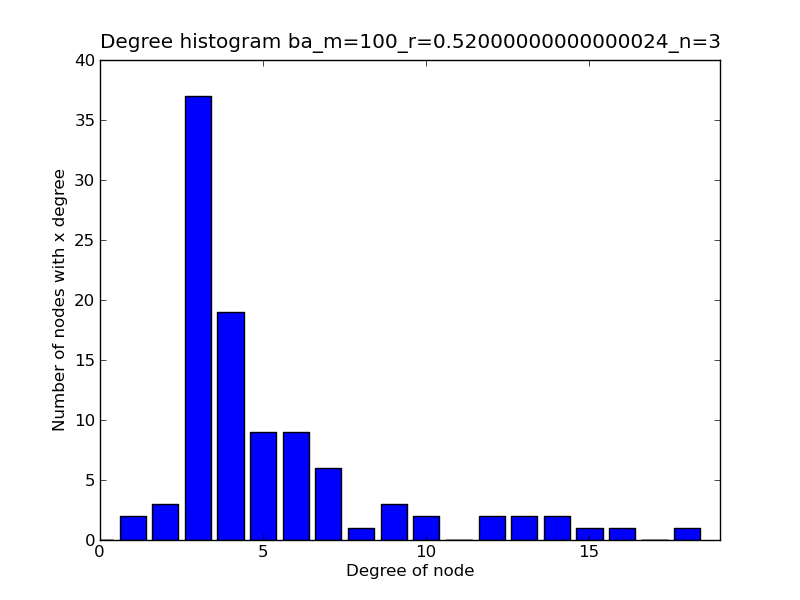 Degree histogram ba_m=100_r=0.52000000000000024_n=3
40
35
30
25
20
15
10
5
0
Number of nodes with x degree
0 5 10 15
Degree of node